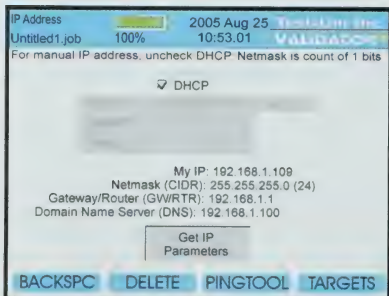 IP Address
2005 Aug 25
Untitled1.job 100% 10:53.01
For manual IP address, uncheck DHCP Netmask is count of 1 bits
DHCP
My IP: 192.168.1.109
Netmask (CIDR): 255.255.255.0 (24)
Gateway/Router (GW/RTR): 192.168.1.1
Domain Name Server (DNS): 192.168.1.100
Get IP
Parameters
BACKSPC DELETE PINGTOOL TARGETS